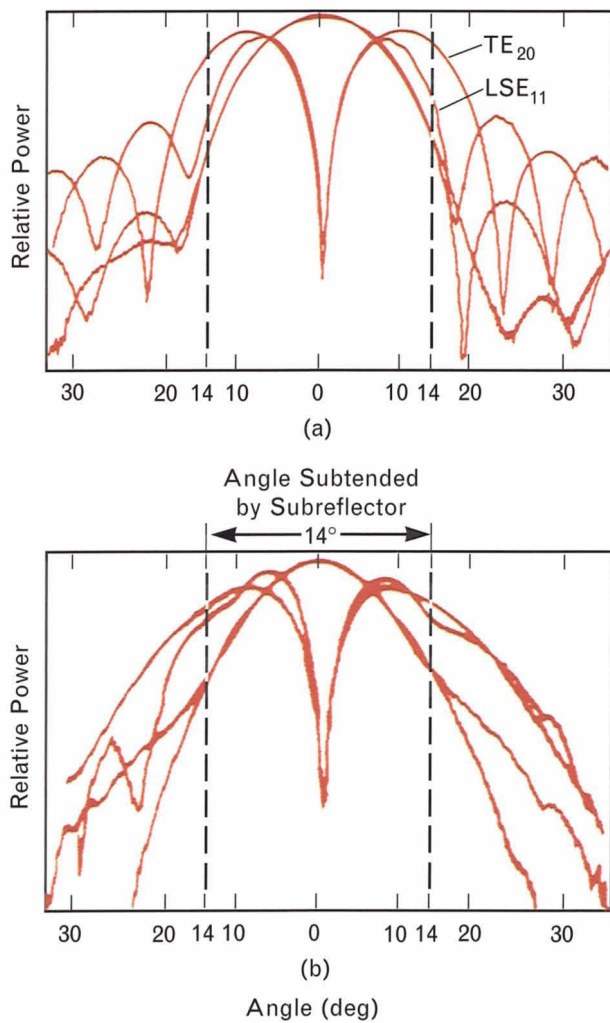 Relative Power
TE20
LSE11
30 20 14 10 0 10 14 20 30
(a)
Angle Subtended
by Subreflector
14°
Relative Power
30 20 14 10 0 10 14 20 30
(b)
Angle (deg)